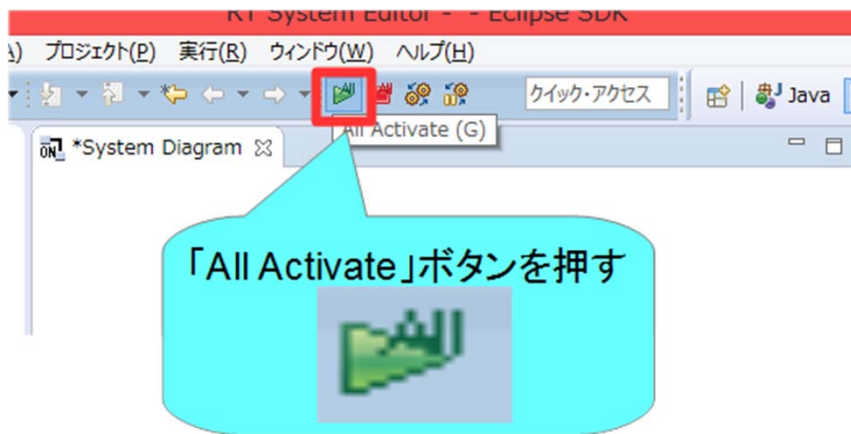 RT System Editor - - Eclipse SDK
A) プロジェクト(P) 実行(R) ウィンドウ(W) ヘルプ(H)
クイック・アクセス
Java
ON *System Diagram
All Activate (G)
「All Activate」ボタンを押す
All